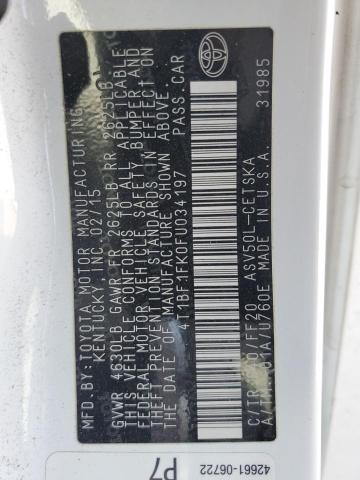 MFD.BY:TOYOTA MOTOR MANUFACTURING,
KENTUCKY, INC. 02/15
GVWR 4630LB GAWR FR 2625LB RR 2625LB
THIS VEHICLE CONFORMS TO ALL APPLICABLE
FEDERAL MOTOR VEHICLE SAFETY, BUMPER AND
THEFT PREVENTION STANDARDS IN EFFECT ON
THE DATE OF MANUFACTURE SHOWN ABOVE.
4T1BF1FK0FU034197 PASS.CAR
C/TR: /FF20 ASV50L-CETSKA
A/TM: /U760E MADE IN U.S.A. 31985
42661-06722
P7